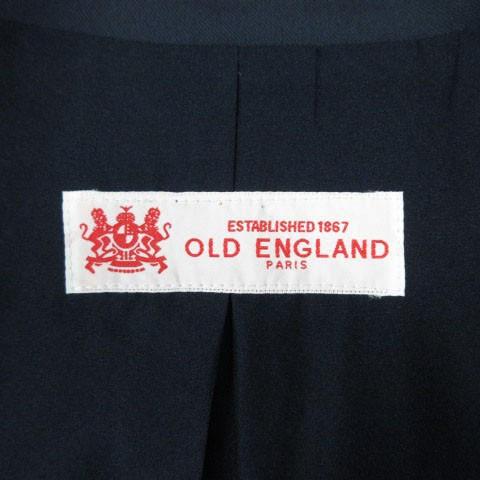 ESTABLISHED 1867
OLD ENGLAND
PARIS